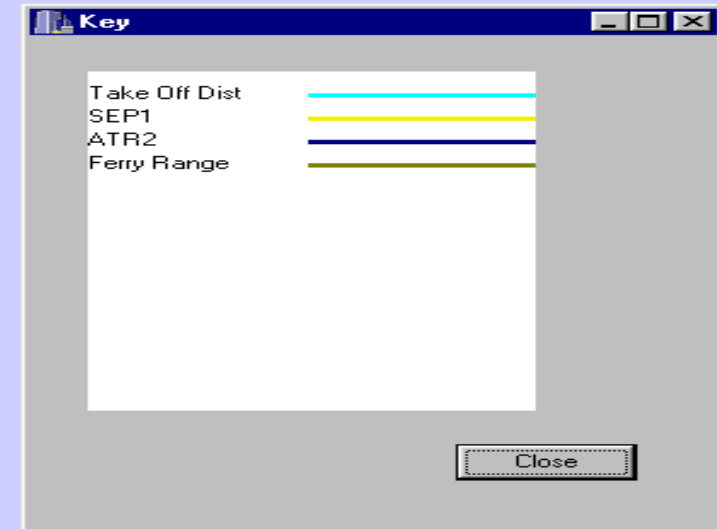 Key
Take Off Dist
SEP1
ATR2
Ferry Range
Close